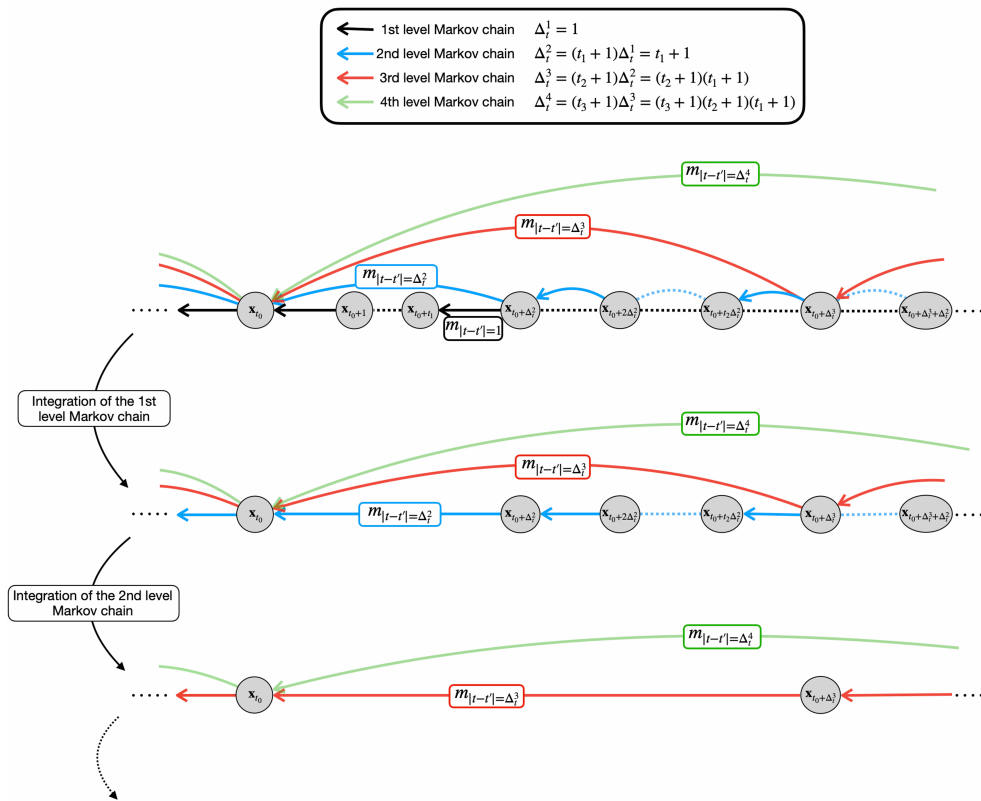 1st level Markov chain Δ_t^1 = 1
2nd level Markov chain Δ_t^2 = (t_1 + 1)Δ_t^1 = t_1 + 1
3rd level Markov chain Δ_t^3 = (t_2 + 1)Δ_t^2 = (t_2 + 1)(t_1 + 1)
4th level Markov chain Δ_t^4 = (t_3 + 1)Δ_t^3 = (t_3 + 1)(t_2 + 1)(t_1 + 1)
m_{|t−t′|=Δ_t^4}
m_{|t−t′|=Δ_t^3}
m_{|t−t′|=Δ_t^2}
x_{t_0} x_{t_0+1} x_{t_0+t_1} x_{t_0+Δ_t^2} x_{t_0+2Δ_t^2} x_{t_0+t_2Δ_t^2} x_{t_0+Δ_t^3} x_{t_0+Δ_t^3+Δ_t^2}
m_{|t−t′|=1}
Integration of the 1st
level Markov chain
m_{|t−t′|=Δ_t^4}
m_{|t−t′|=Δ_t^3}
x_{t_0} m_{|t−t′|=Δ_t^2} x_{t_0+Δ_t^2} x_{t_0+2Δ_t^2} x_{t_0+t_2Δ_t^2} x_{t_0+Δ_t^3} x_{t_0+Δ_t^3+Δ_t^2}
Integration of the 2nd level
Markov chain
m_{|t−t′|=Δ_t^4}
x_{t_0} m_{|t−t′|=Δ_t^3} x_{t_0+Δ_t^3}